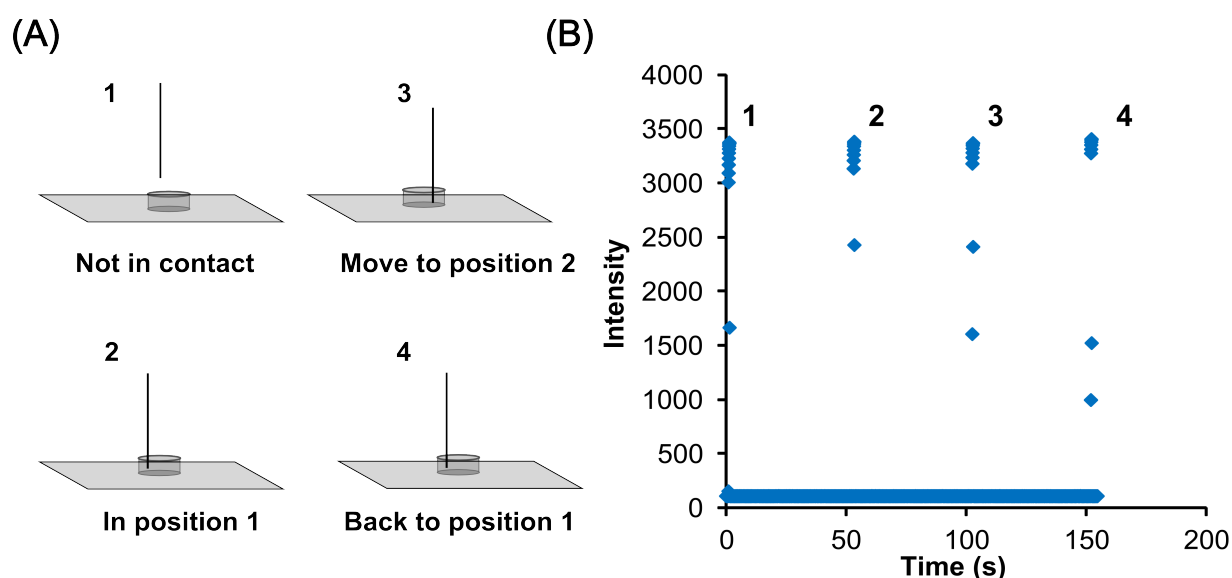 (A)
1
Not in contact
3
Move to position 2
2
In position 1
4
Back to position 1
(B)
Intensity
4000
3500
3000
2500
2000
1500
1000
500
0
1
2
3
4
0
50
100
150
200
Time (s)